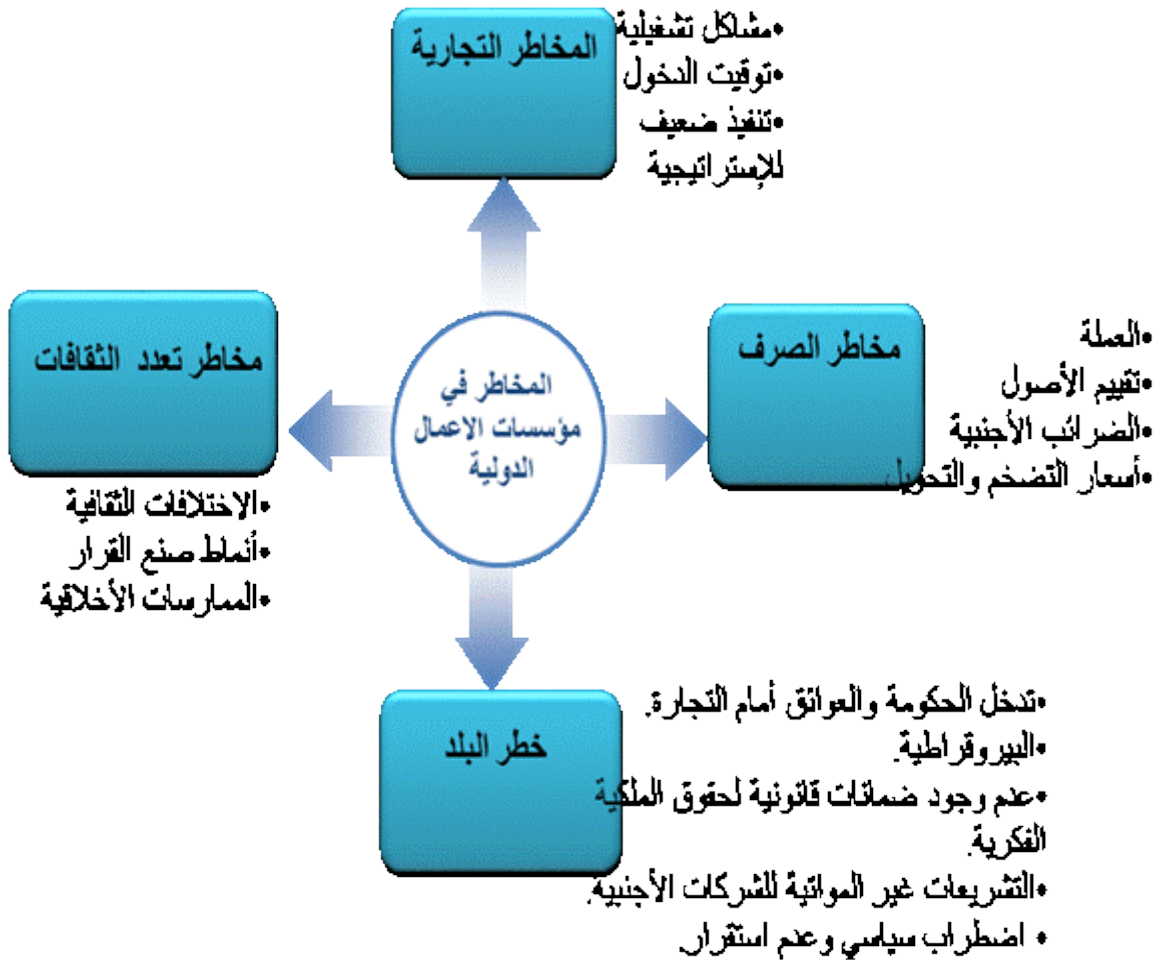 المخاطر التجارية
•مشاكل تشغيلية
•توقيت الدخول
•تنفيذ ضعيف
للإستراتيجية
مخاطر الصرف
•العملة
•تقييم الأصول
•الضرائب الأجنبية
•أسعار التضخم والتحويل
المخاطر في
مؤسسات الاعمال
الدولية
مخاطر تعدد الثقافات
•الاختلافات الثقافية
•أنماط صنع القرار
•الممارسات الأخلاقية
خطر البلد
•تدخل الحكومة والعوائق أمام التجارة.
•البيروقراطية.
•عدم وجود ضمانات قانونية لحقوق الملكية
الفكرية.
•التشريعات غير المواتية للشركات الأجنبية.
• اضطراب سياسي وعدم استقرار.